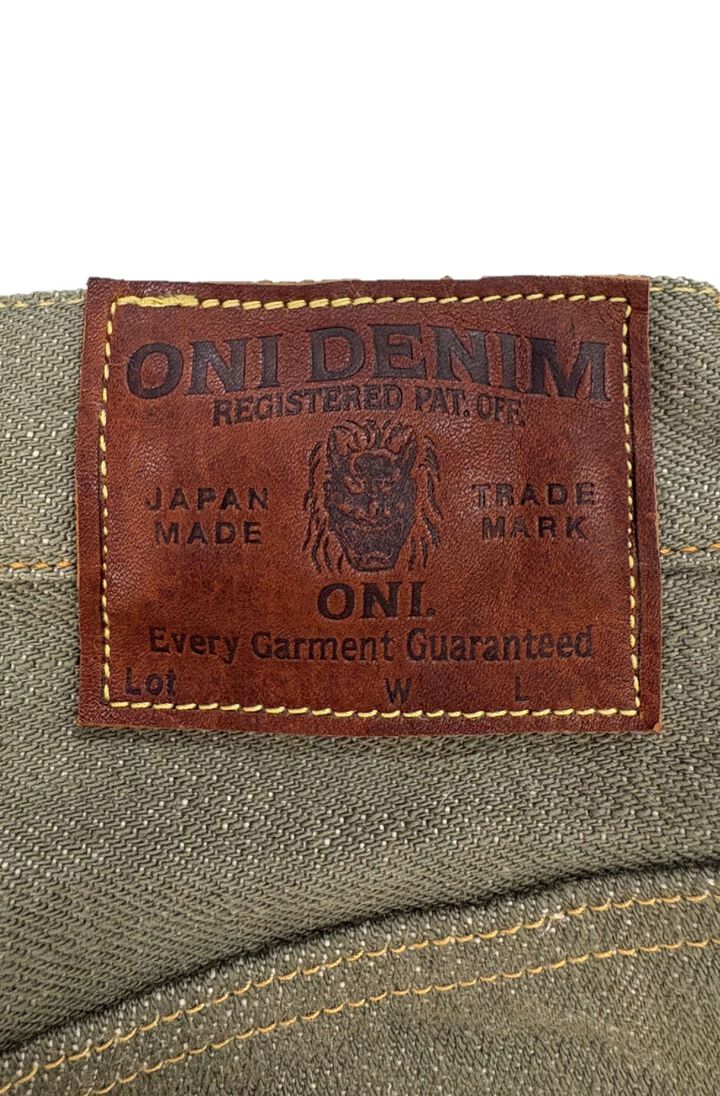 ONI DENIM
REGISTERED PAT. OFF.
JAPAN MADE
TRADE MARK
ONI.
Every Garment Guaranteed
Lot W L